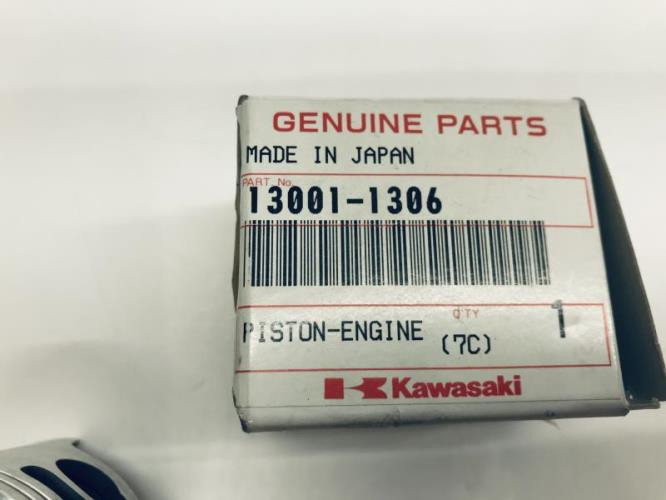 GENUINE PARTS
MADE IN JAPAN
PART No.
13001-1306
PISTON-ENGINE
(7C)
Q'TY
1
Kawasaki